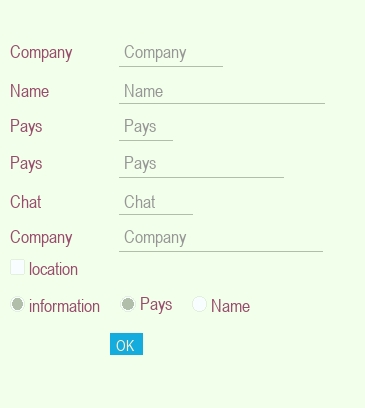 Company Company
Name Name
Pays Pays
Pays Pays
Chat Chat
Company Company
location
information Pays Name
OK